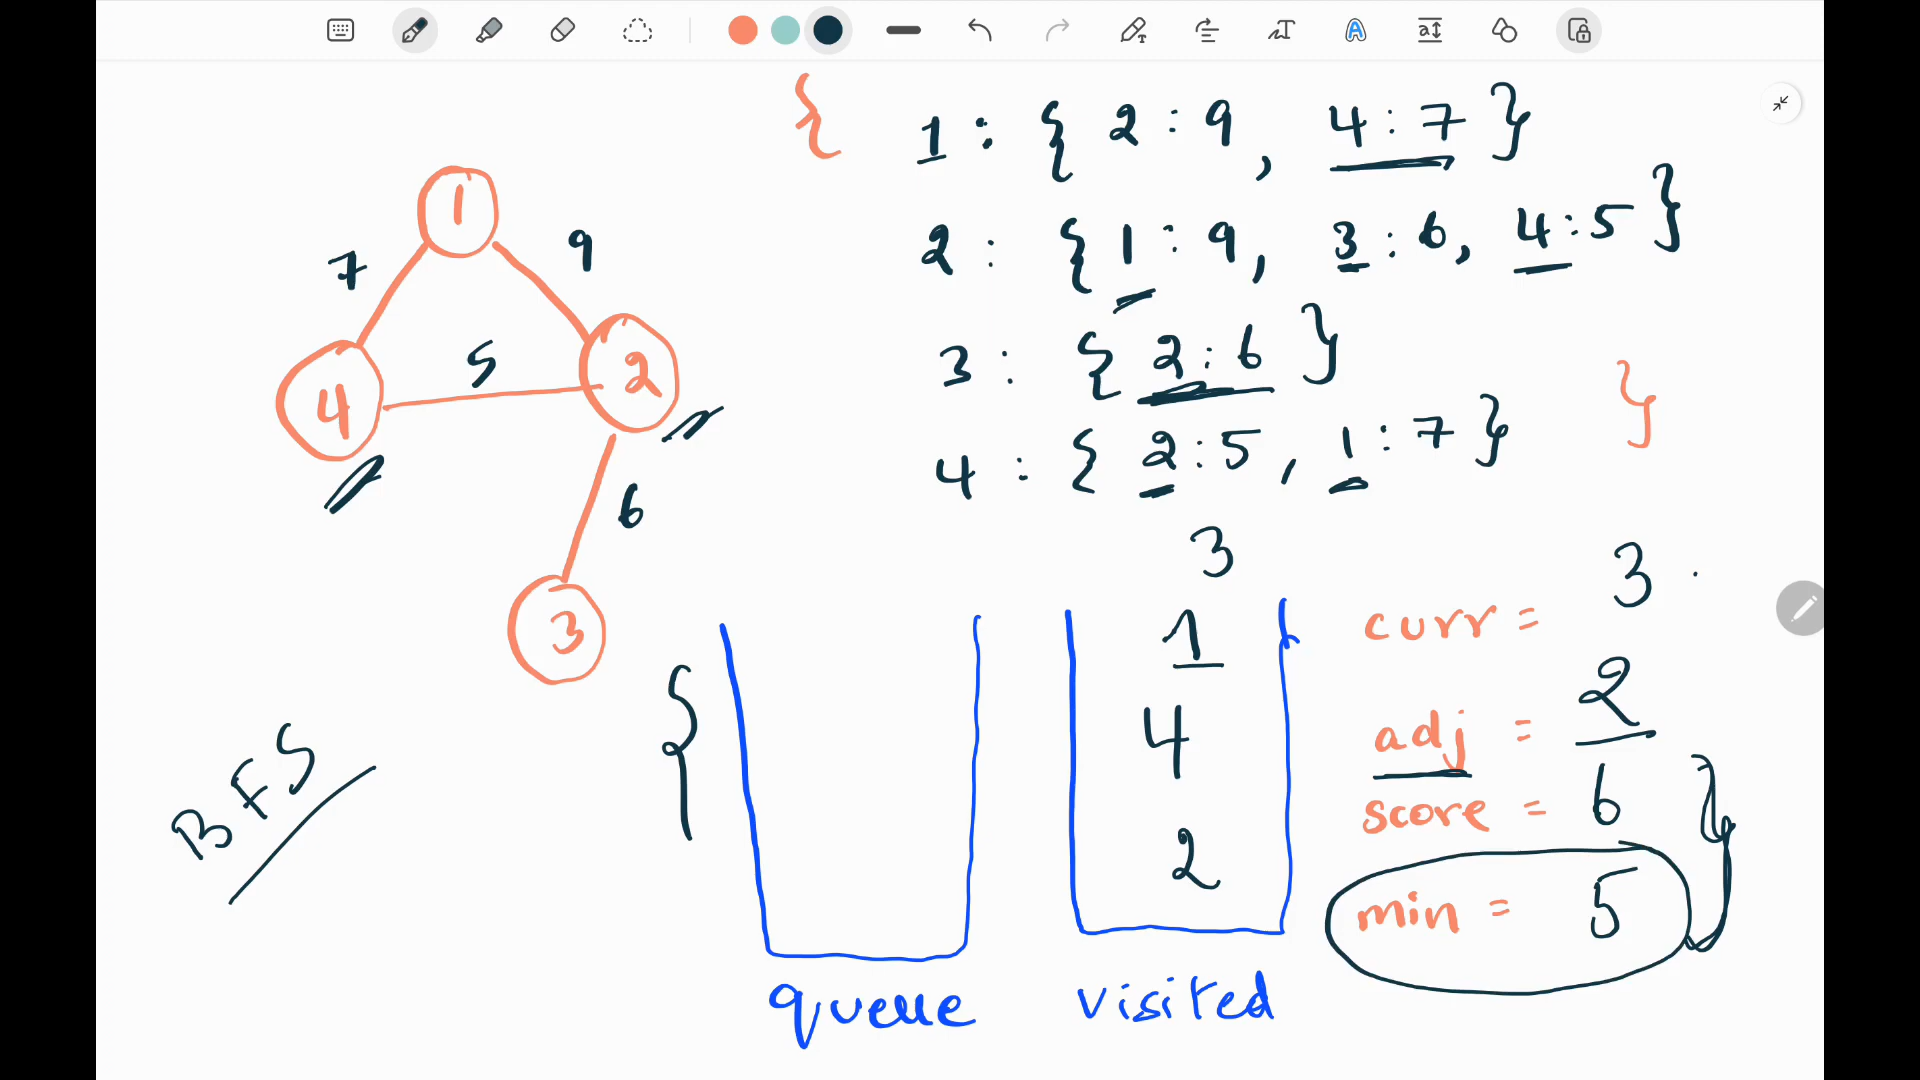 { 1 : { 2 : 9 , 4 : 7 }
2 : { 1 : 9 , 3 : 6 , 4 : 5 }
3 : { 2 : 6 }
4 : { 2 : 5 , 1 : 7 } }
1
7
9
5
4
2
6
3
BFS
{
queue
3
1
4
2
visited
curr = 3
adj = 2
score = 6 }
min = 5